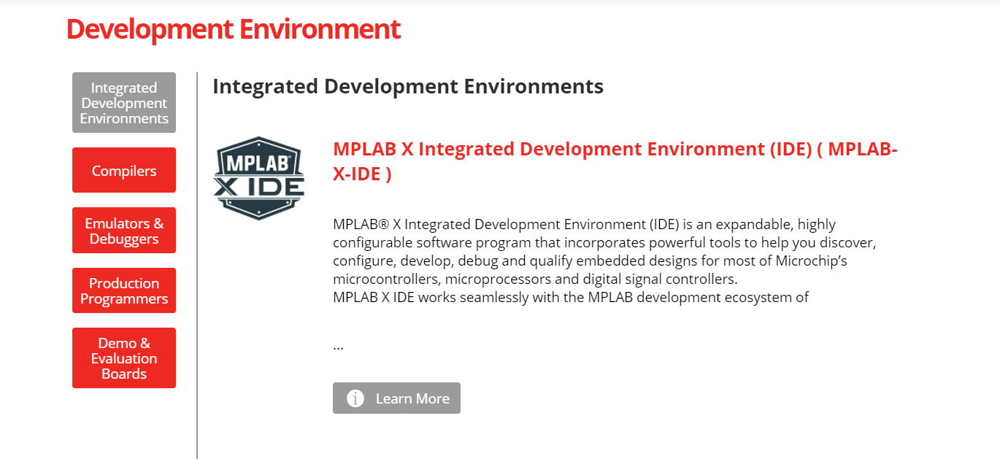 Development Environment
Integrated
Development
Environments
Compilers
Emulators &
Debuggers
Production
Programmers
Demo &
Evaluation
Boards
Integrated Development Environments
MPLAB®
X IDE
MPLAB X Integrated Development Environment (IDE) ( MPLAB-
X-IDE )
MPLAB® X Integrated Development Environment (IDE) is an expandable, highly
configurable software program that incorporates powerful tools to help you discover,
configure, develop, debug and qualify embedded designs for most of Microchip’s
microcontrollers, microprocessors and digital signal controllers.
MPLAB X IDE works seamlessly with the MPLAB development ecosystem of
...
i Learn More